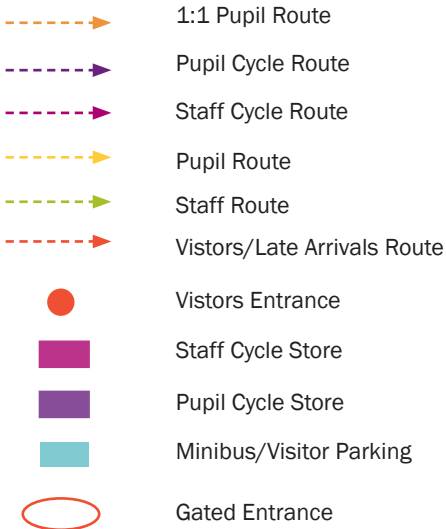 1:1 Pupil Route
Pupil Cycle Route
Staff Cycle Route
Pupil Route
Staff Route
Vistors/Late Arrivals Route
Vistors Entrance
Staff Cycle Store
Pupil Cycle Store
Minibus/Visitor Parking
Gated Entrance